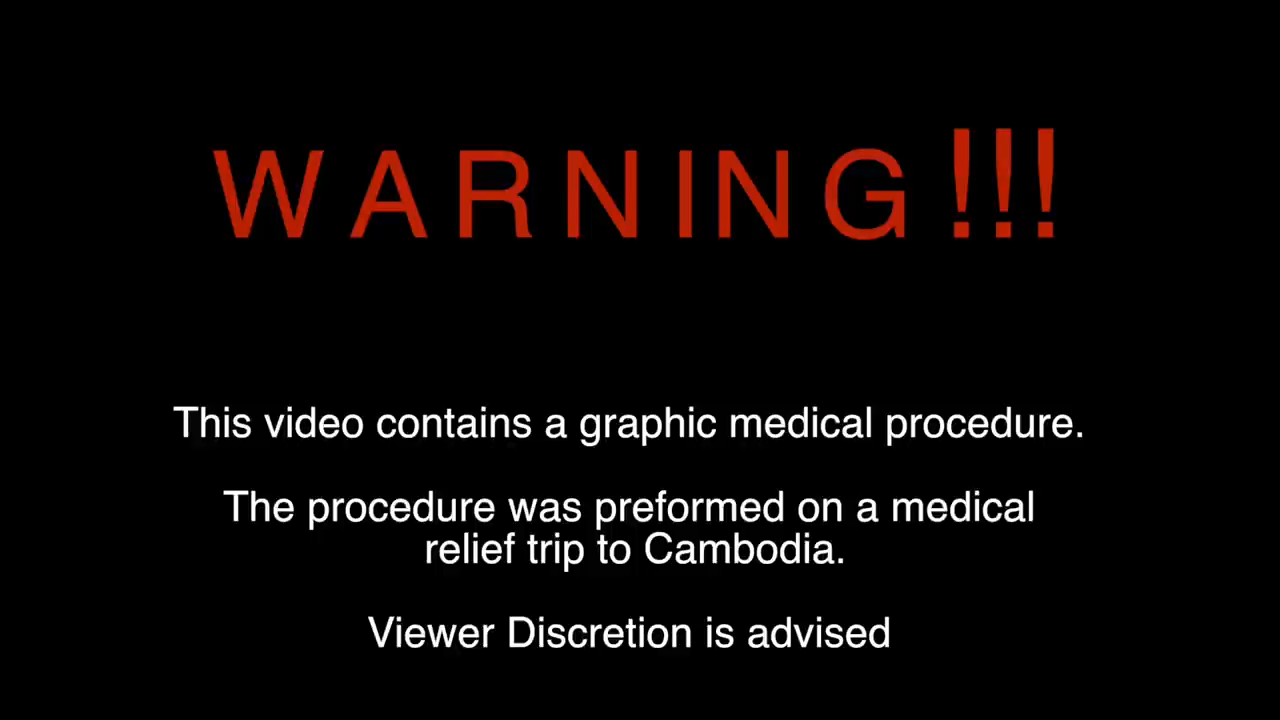 WARNING!!!
This video contains a graphic medical procedure.
The procedure was preformed on a medical
relief trip to Cambodia.
Viewer Discretion is advised